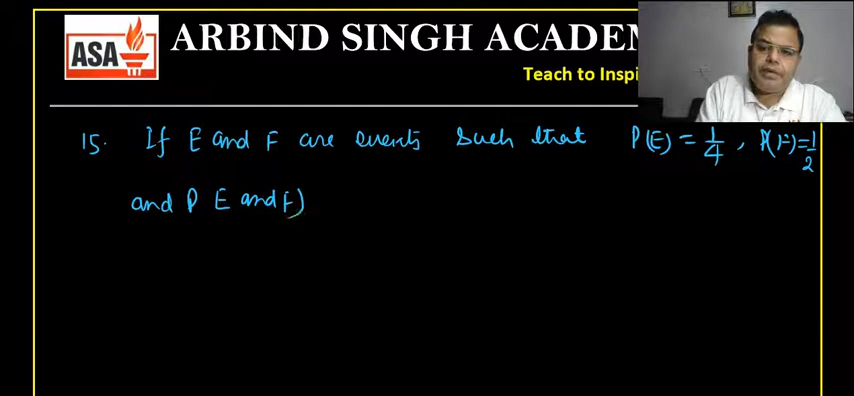 ASA
ARBIND SINGH ACADEM
Teach to Inspi
15. If E and F are events such that P(E) = 1/4, P(F)=1/2
and P E and F)